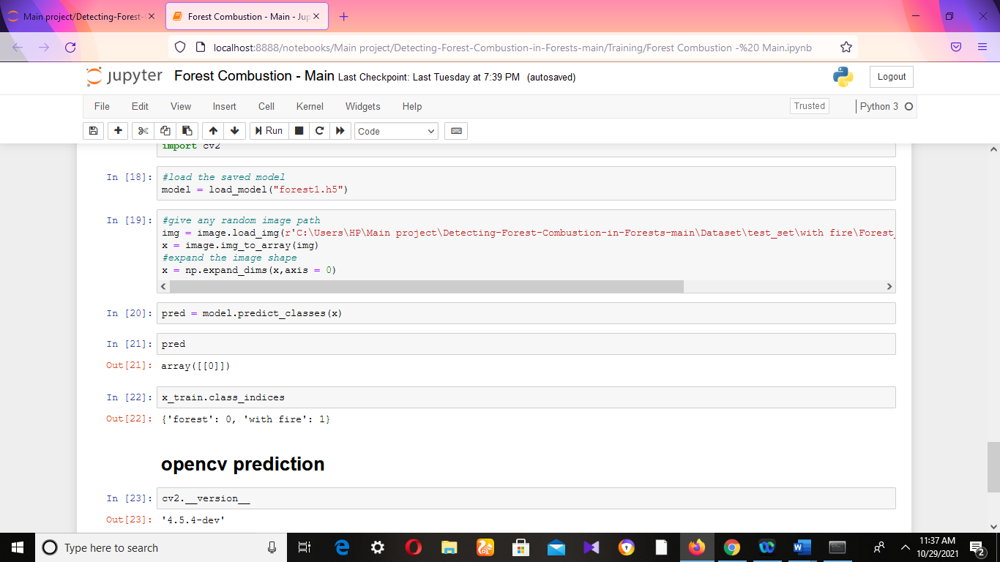 Main project/Detecting-Forest-
Forest Combustion - Main - Jup
localhost:8888/notebooks/Main project/Detecting-Forest-Combustion-in-Forests-main/Training/Forest Combustion -%20 Main.ipynb
jupyter Forest Combustion - Main Last Checkpoint: Last Tuesday at 7:39 PM (autosaved)
Logout
File Edit View Insert Cell Kernel Widgets Help
Trusted
Python 3
Run
Code
import cv2
In [18]:
#load the saved model
model = load_model("forest1.h5")
In [19]:
#give any random image path
img = image.load_img(r'C:\Users\HP\Main project\Detecting-Forest-Combustion-in-Forests-main\Dataset\test_set\with fire\Forest_
x = image.img_to_array(img)
#expand the image shape
x = np.expand_dims(x,axis = 0)
In [20]: pred = model.predict_classes(x)
In [21]: pred
Out[21]: array([[0]])
In [22]: x_train.class_indices
Out[22]: {'forest': 0, 'with fire': 1}
opencv prediction
In [23]: cv2.__version__
Out[23]: '4.5.4-dev'
Type here to search
11:37 AM
10/29/2021
2